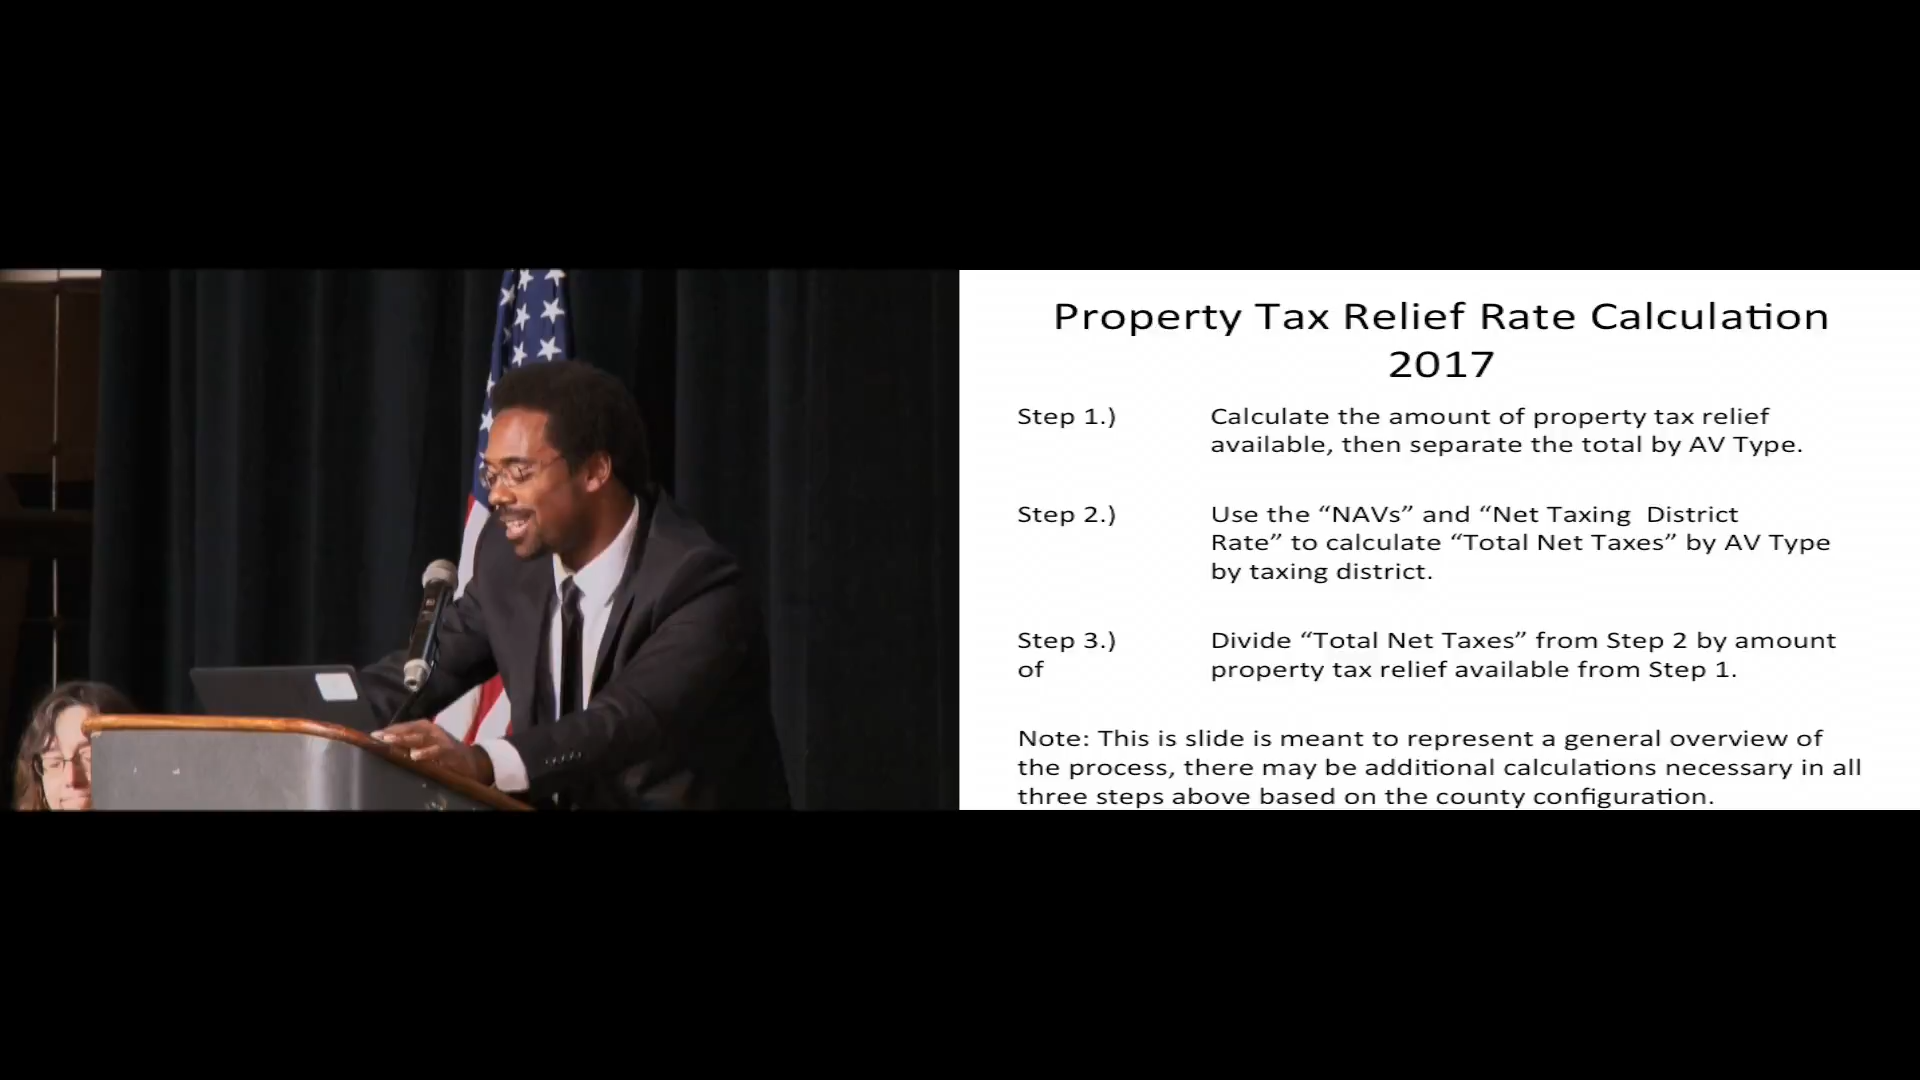 Property Tax Relief Rate Calculation
2017
Step 1.) Calculate the amount of property tax relief
available, then separate the total by AV Type.
Step 2.) Use the “NAVs” and “Net Taxing  District
Rate” to calculate “Total Net Taxes” by AV Type
by taxing district.
Step 3.) Divide “Total Net Taxes” from Step 2 by amount
of property tax relief available from Step 1.
Note: This is slide is meant to represent a general overview of
the process, there may be additional calculations necessary in all
three steps above based on the county configuration.